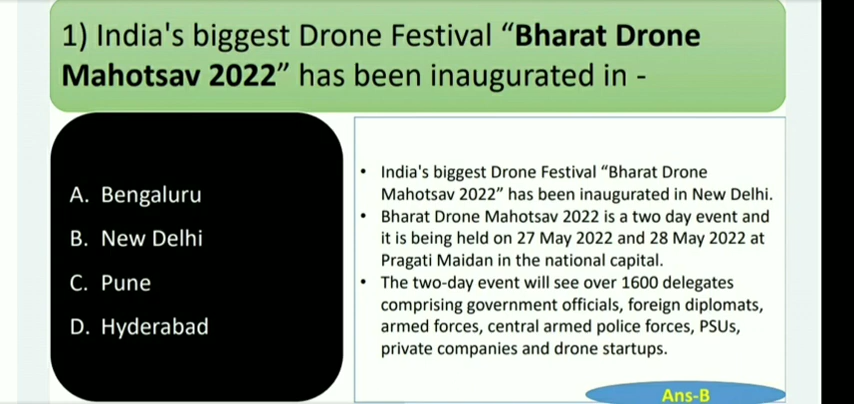 1) India's biggest Drone Festival “Bharat Drone
Mahotsav 2022” has been inaugurated in -
A. Bengaluru
B. New Delhi
C. Pune
D. Hyderabad
• India's biggest Drone Festival “Bharat Drone
Mahotsav 2022” has been inaugurated in New Delhi.
• Bharat Drone Mahotsav 2022 is a two day event and
it is being held on 27 May 2022 and 28 May 2022 at
Pragati Maidan in the national capital.
• The two-day event will see over 1600 delegates
comprising government officials, foreign diplomats,
armed forces, central armed police forces, PSUs,
private companies and drone startups.
Ans-B